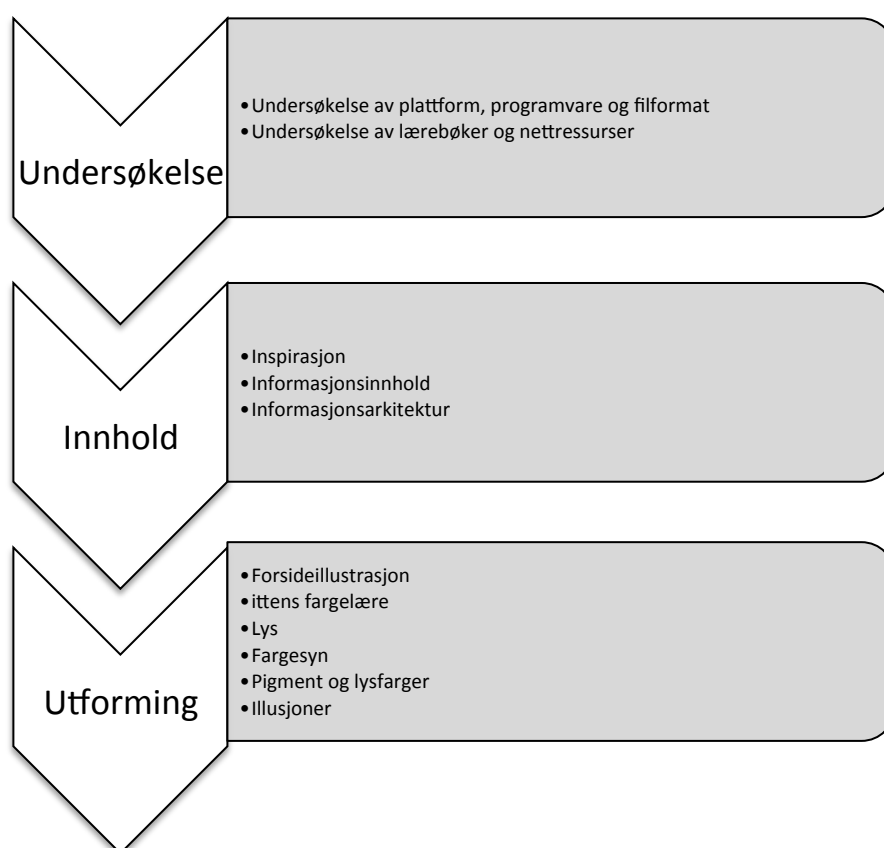 Undersøkelse
•Undersøkelse av plattform, programvare og filformat
•Undersøkelse av lærebøker og nettressurser
Innhold
•Inspirasjon
•Informasjonsinnhold
•Informasjonsarkitektur
Utforming
•Forsideillustrasjon
•ittens fargelære
•Lys
•Fargesyn
•Pigment og lysfarger
•Illusjoner